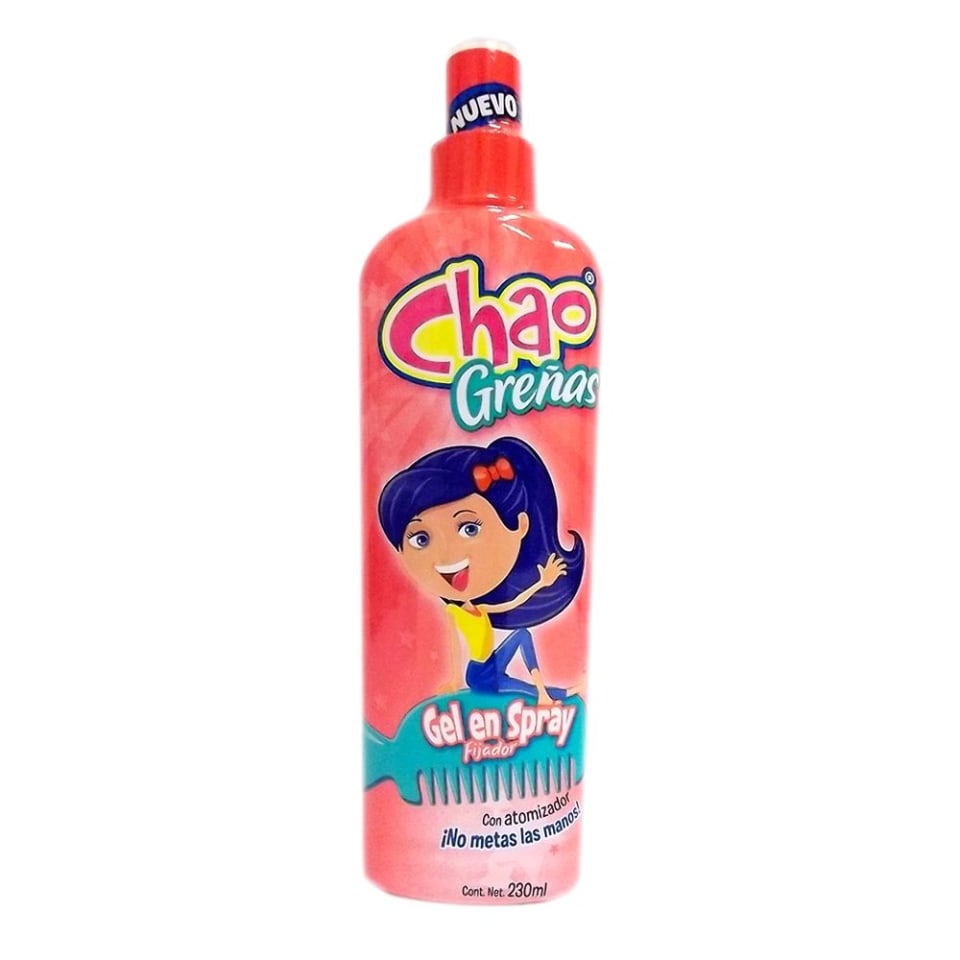 NUEVO
Chao®
Greñas
Gel en Spray
Fijador
Con atomizador
¡No metas las manos!
Cont. Net. 230ml